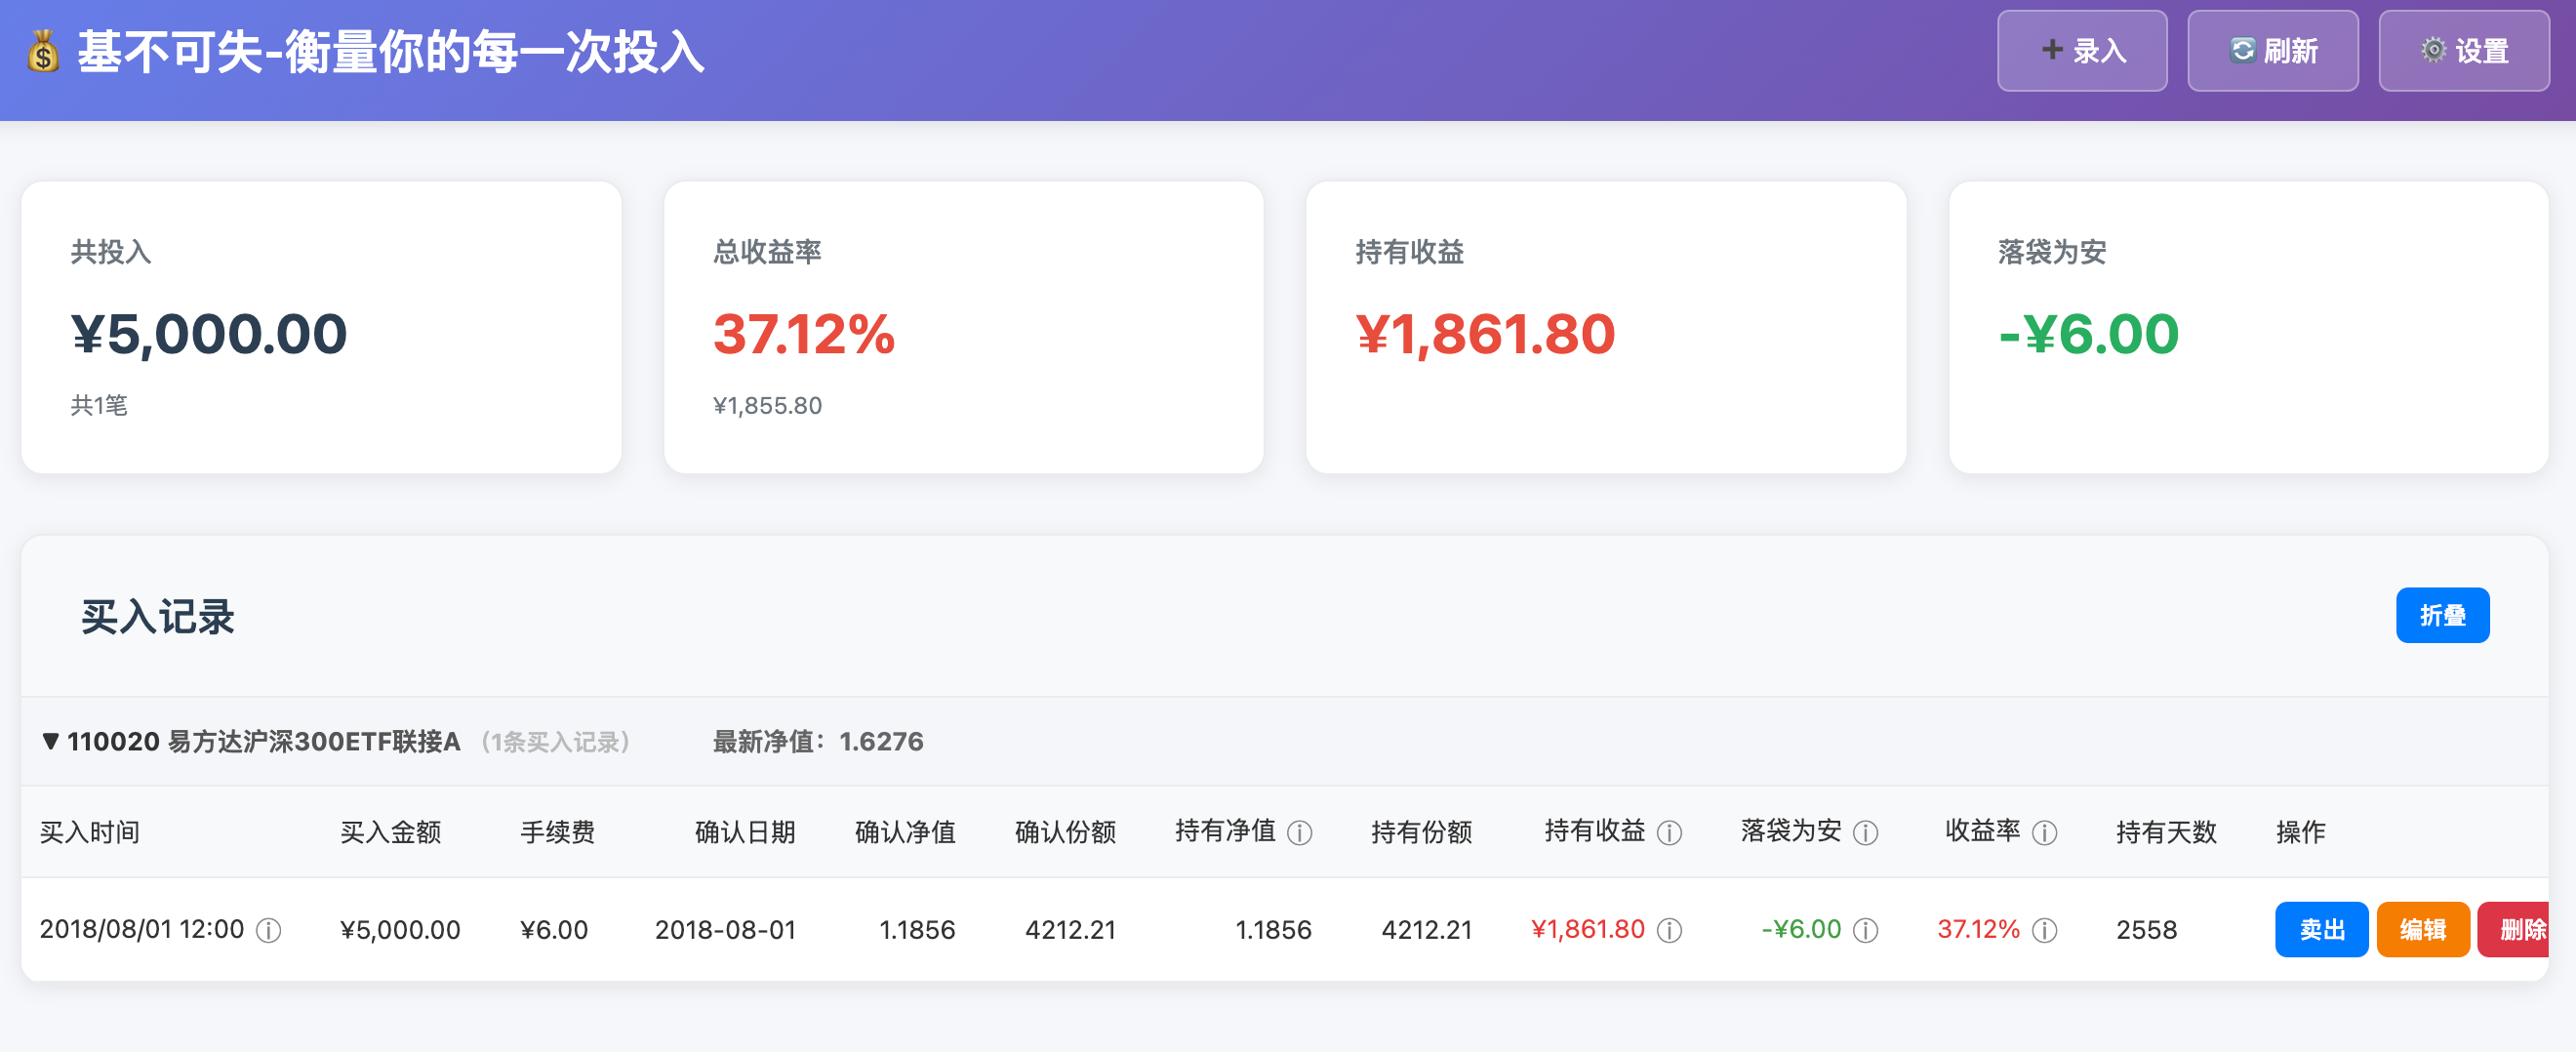 💰 基不可失-衡量你的每一次投入
➕ 录入
🔄 刷新
⚙️ 设置
共投入
¥5,000.00
共1笔
总收益率
37.12%
¥1,855.80
持有收益
¥1,861.80
落袋为安
-¥6.00
买入记录
折叠
▼ 110020 易方达沪深300ETF联接A （1条买入记录） 最新净值：1.6276
买入时间 买入金额 手续费 确认日期 确认净值 确认份额 持有净值 ⓘ 持有份额 持有收益 ⓘ 落袋为安 ⓘ 收益率 ⓘ 持有天数 操作
2018/08/01 12:00 ⓘ ¥5,000.00 ¥6.00 2018-08-01 1.1856 4212.21 1.1856 4212.21 ¥1,861.80 ⓘ -¥6.00 ⓘ 37.12% ⓘ 2558 卖出 编辑 删除